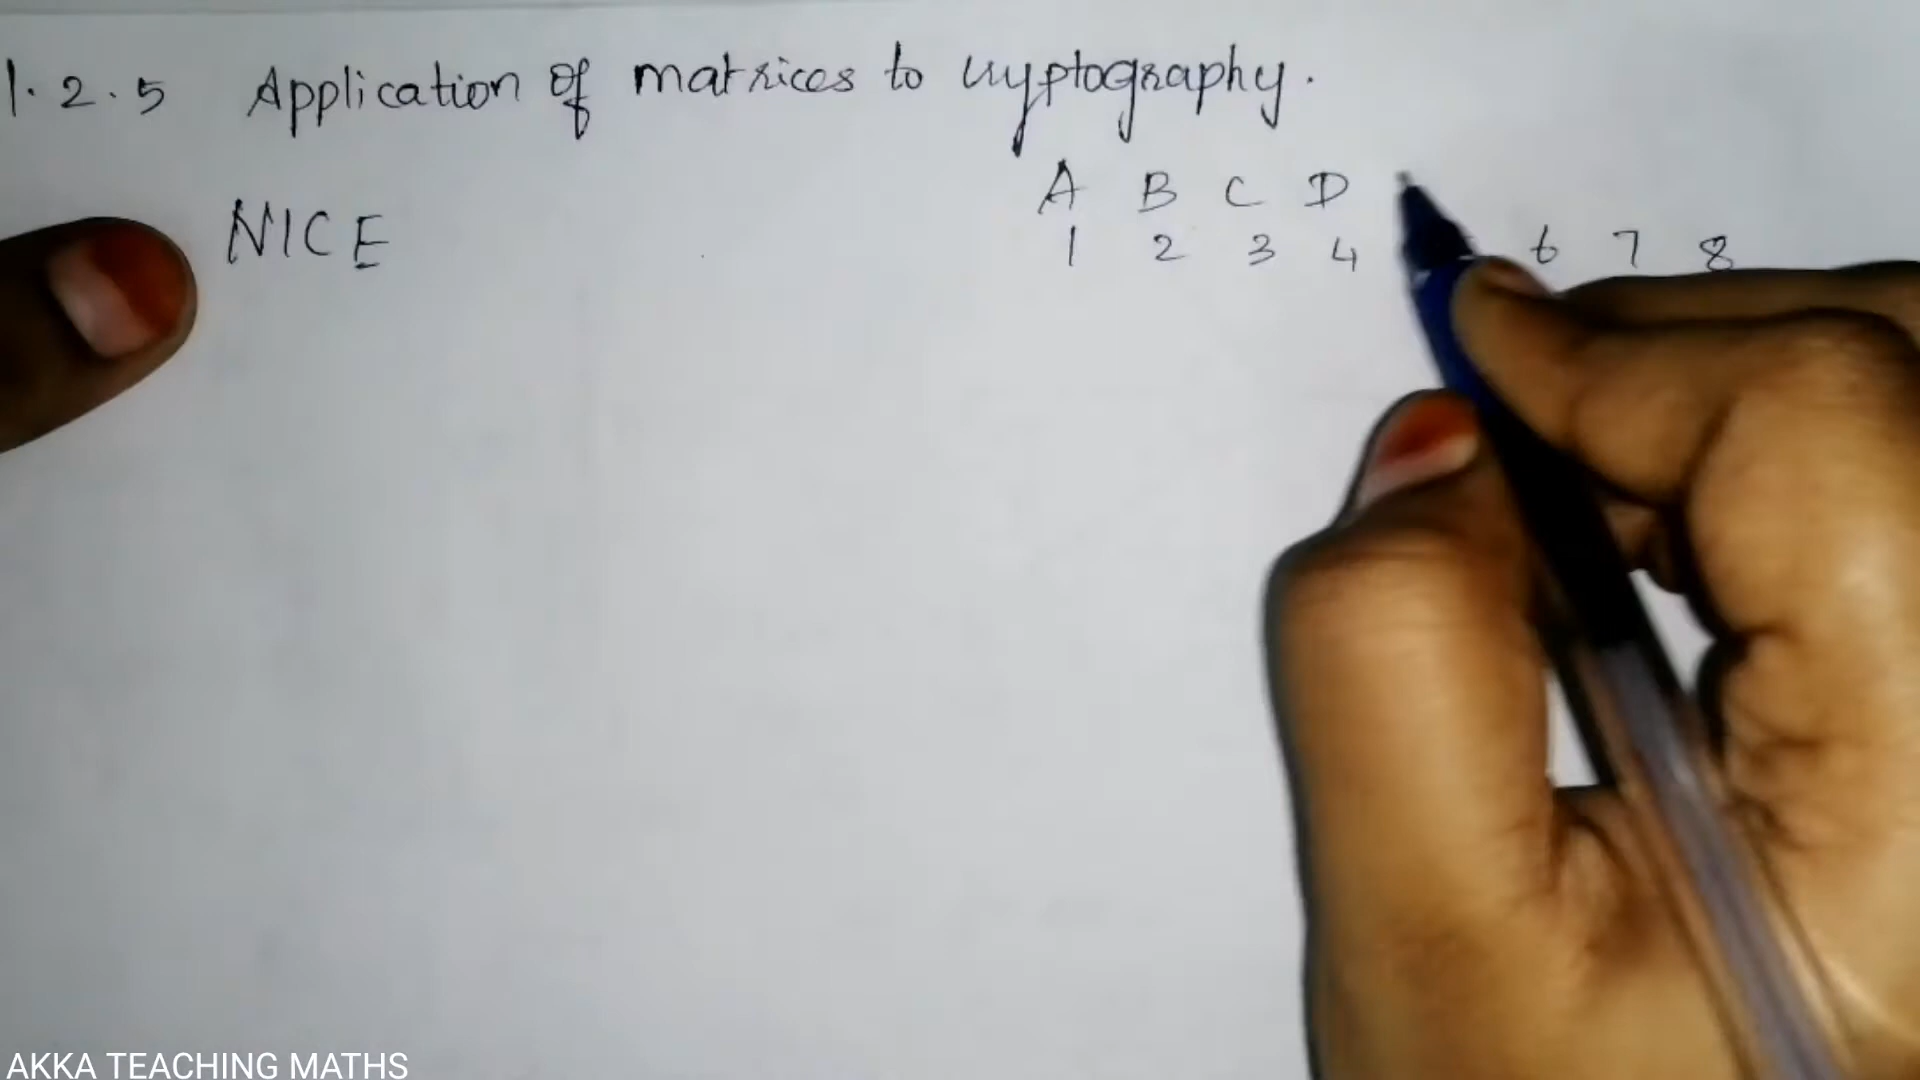 1.2.5 Application of matrices to cryptography.
A B C D
NICE
1 2 3 4 6 7 8
AKKA TEACHING MATHS